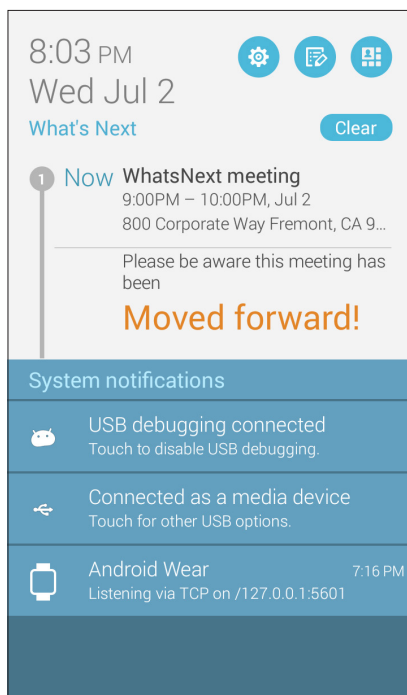 8:03 PM
Wed Jul 2
What's Next
Clear
1
Now
WhatsNext meeting
9:00PM – 10:00PM, Jul 2
800 Corporate Way Fremont, CA 9...
Please be aware this meeting has
been
Moved forward!
System notifications
USB debugging connected
Touch to disable USB debugging.
Connected as a media device
Touch for other USB options.
Android Wear
7:16 PM
Listening via TCP on /127.0.0.1:5601